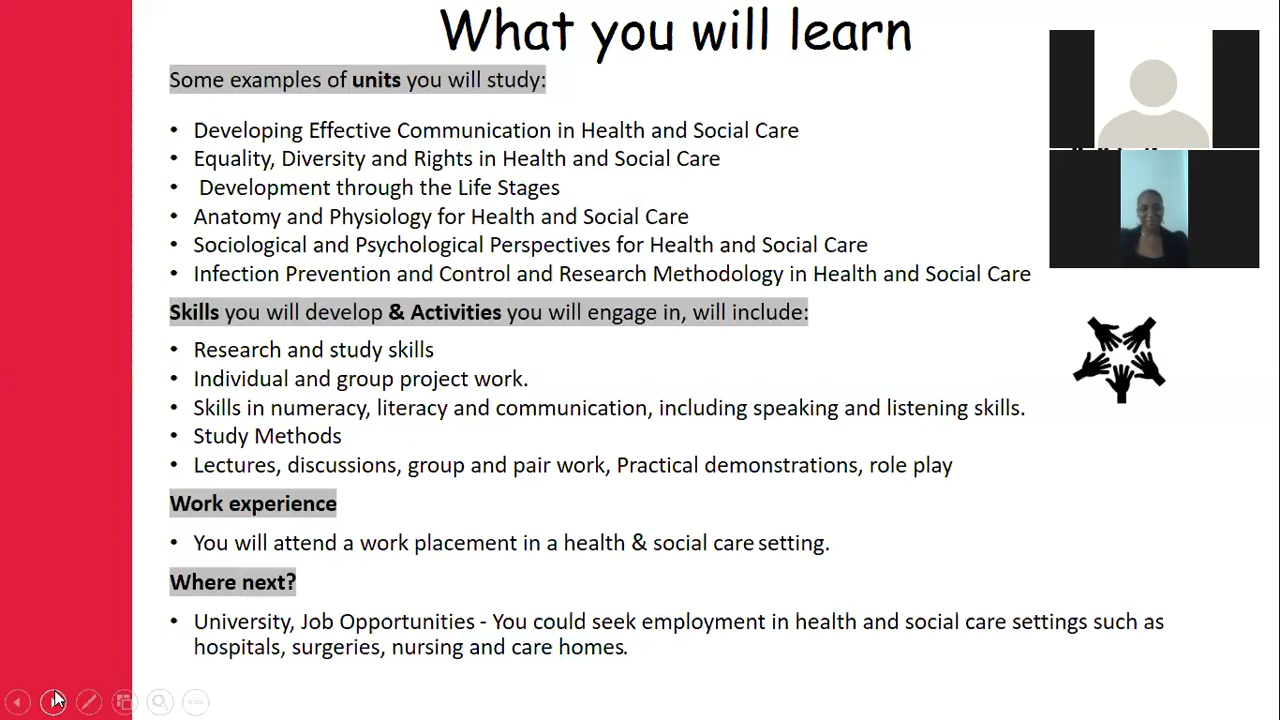 What you will learn
Some examples of units you will study:
• Developing Effective Communication in Health and Social Care
• Equality, Diversity and Rights in Health and Social Care
• Development through the Life Stages
• Anatomy and Physiology for Health and Social Care
• Sociological and Psychological Perspectives for Health and Social Care
• Infection Prevention and Control and Research Methodology in Health and Social Care
Skills you will develop & Activities you will engage in, will include:
• Research and study skills
• Individual and group project work.
• Skills in numeracy, literacy and communication, including speaking and listening skills.
• Study Methods
• Lectures, discussions, group and pair work, Practical demonstrations, role play
Work experience
• You will attend a work placement in a health & social care setting.
Where next?
• University, Job Opportunities - You could seek employment in health and social care settings such as
hospitals, surgeries, nursing and care homes.